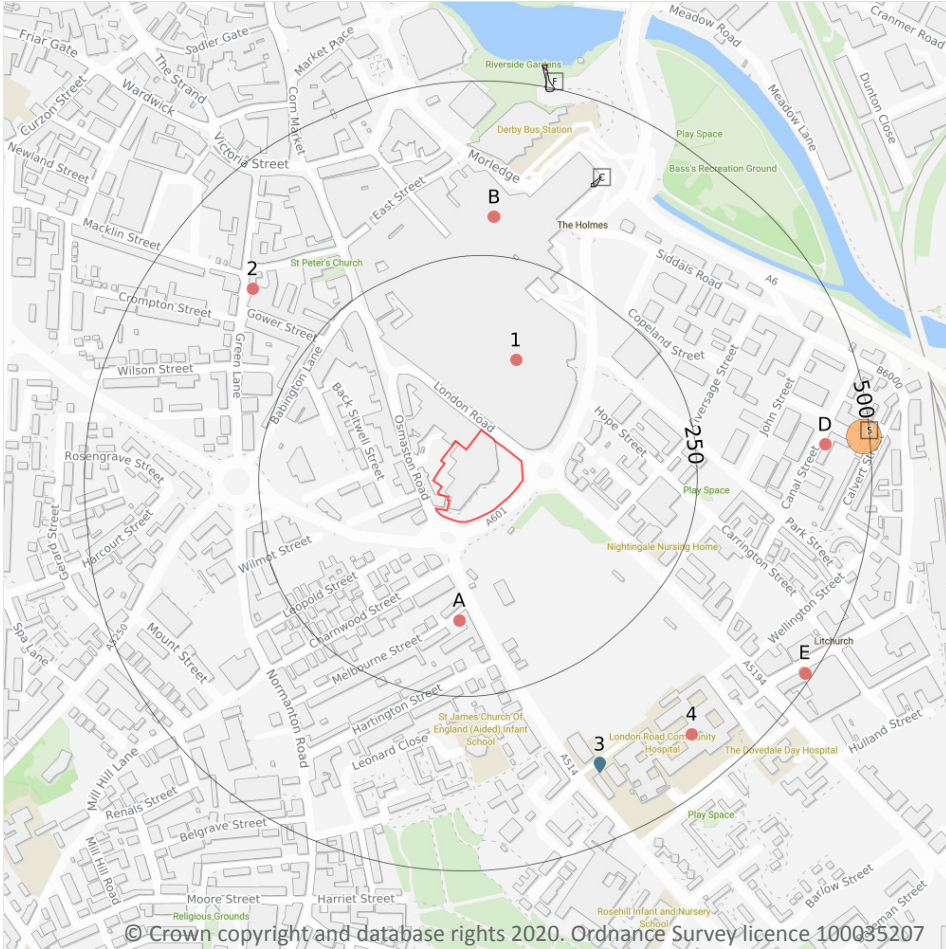 Friar Gate
Sadler Gate
Market Place
The Strand
Wardwick
Curzon Street
Corn Market
Newland Street
Victoria Street
Riverside Gardens
F
Meadow Road
Cranmer Road
Meadow Lane
Dunton Close
Derby Bus Station
Play Space
Bass's Recreation Ground
Morledge
East Street
B
The Holmes
Macklin Street
2
St Peter's Church
Crompton Street
Gower Street
Siddals Road
A6
Copeland Street
1
Wilson Street
Green Lane
Babington Lane
Back Sitwell Street
London Road
Osmaston Road
Hope Street
John Street
B6000
500
250
D
5
Canal Street
Calvert
Rosengrave Street
Gerard Street
Harcourt Street
Play Space
A601
Park Street
Carrington Street
Wilmot Street
Nightingale Nursing Home
Leopold Street
Charnwood Street
A
Wellington Street
Litchurch
E
A5250
Mount Street
Spa Lane
Melbourne Street
Normanton Road
Hartington Street
A5194
St James' Church Of
England (Aided) Infant
School
Leonard Close
4
London Road Community
Hospital
The Dovedale Day Hospital
Hulland Street
3
A514
Mill Hill Lane
Renals Street
Belgrave Street
Mill Hill Road
Play Space
Moore Street
Harriet Street
Religious Grounds
Barlow Street
Rosehill Infant and Nursery
School
© Crown copyright and database rights 2020. Ordnance Survey licence 100035207